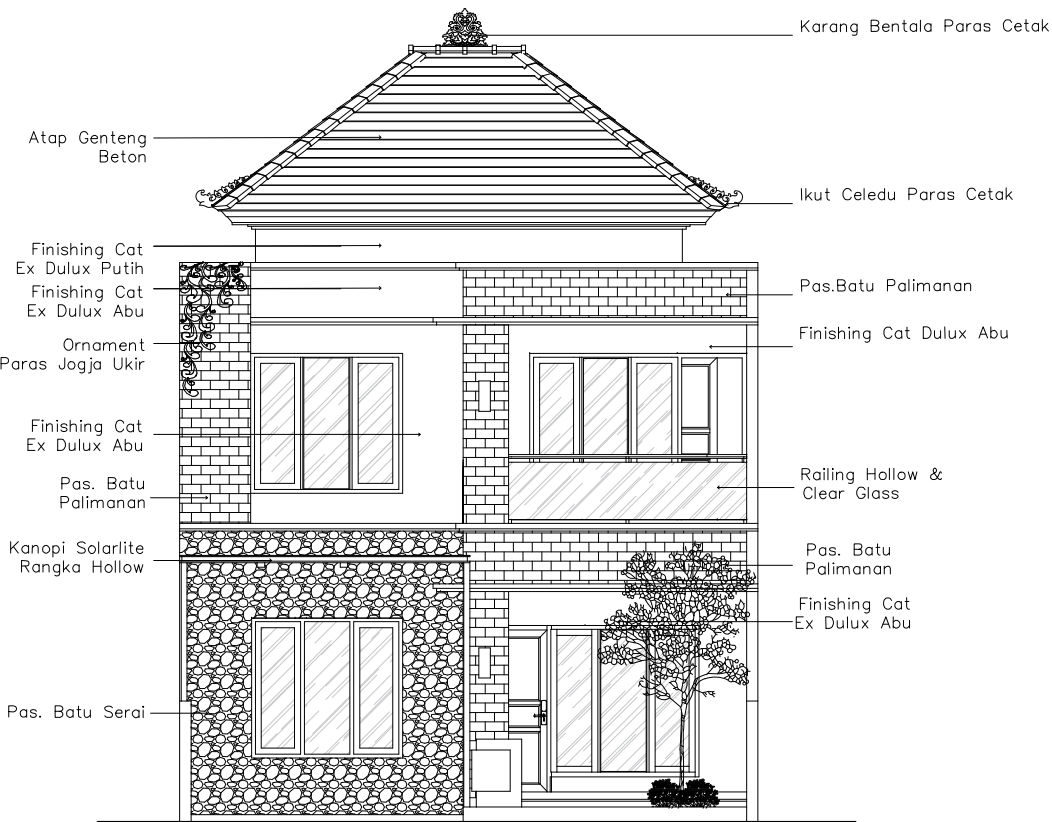 Karang Bentala Paras Cetak
Atap Genteng
Beton
Ikut Celedu Paras Cetak
Finishing Cat
Ex Dulux Putih
Finishing Cat
Ex Dulux Abu
Pas.Batu Palimanan
Finishing Cat Dulux Abu
Ornament
Paras Jogja Ukir
Finishing Cat
Ex Dulux Abu
Pas. Batu
Palimanan
Railing Hollow &
Clear Glass
Kanopi Solarlite
Rangka Hollow
Pas. Batu
Palimanan
Finishing Cat
Ex Dulux Abu
Pas. Batu Serai